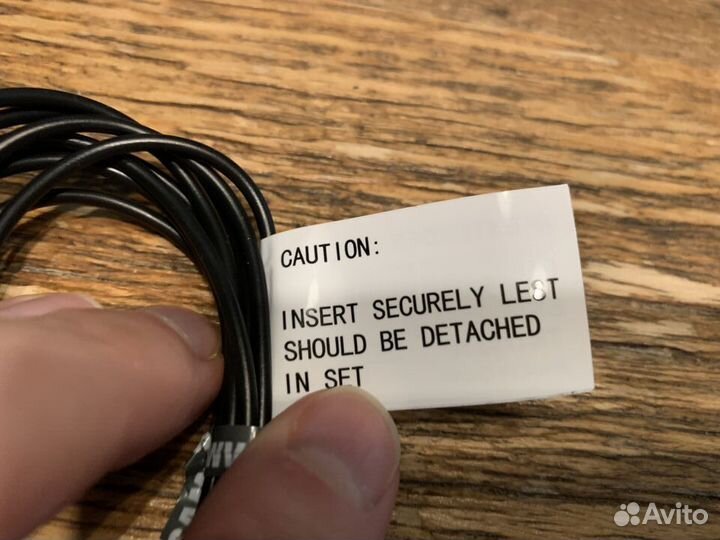 CAUTION:
INSERT SECURELY LEST
SHOULD BE DETACHED
IN SET
Avito